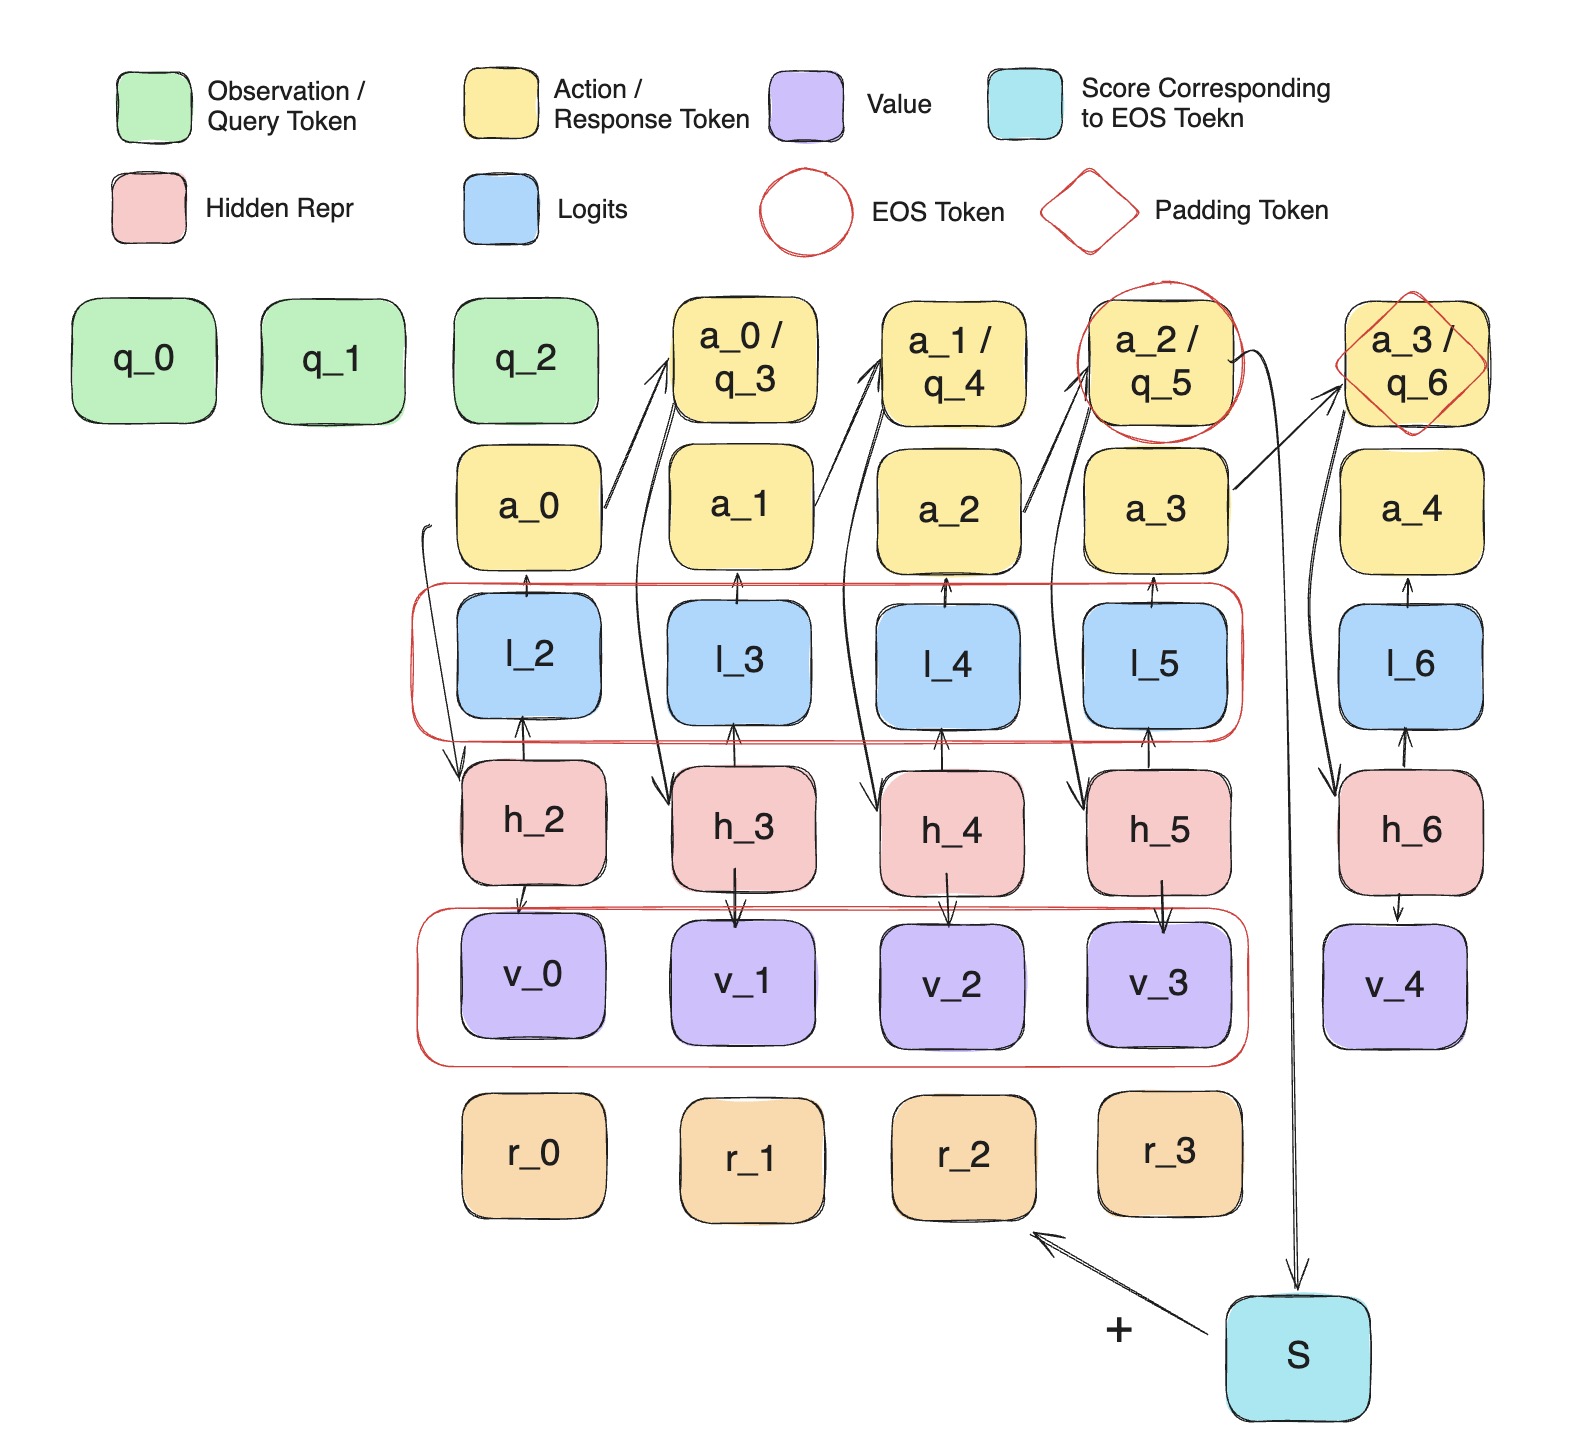 Observation /
Query Token
Action /
Response Token
Value
Score Corresponding
to EOS Toekn
Hidden Repr
Logits
EOS Token
Padding Token
q_0
q_1
q_2
a_0 /
q_3
a_1 /
q_4
a_2 /
q_5
a_3 /
q_6
a_0
a_1
a_2
a_3
a_4
l_2
l_3
l_4
l_5
l_6
h_2
h_3
h_4
h_5
h_6
v_0
v_1
v_2
v_3
v_4
r_0
r_1
r_2
r_3
+
S